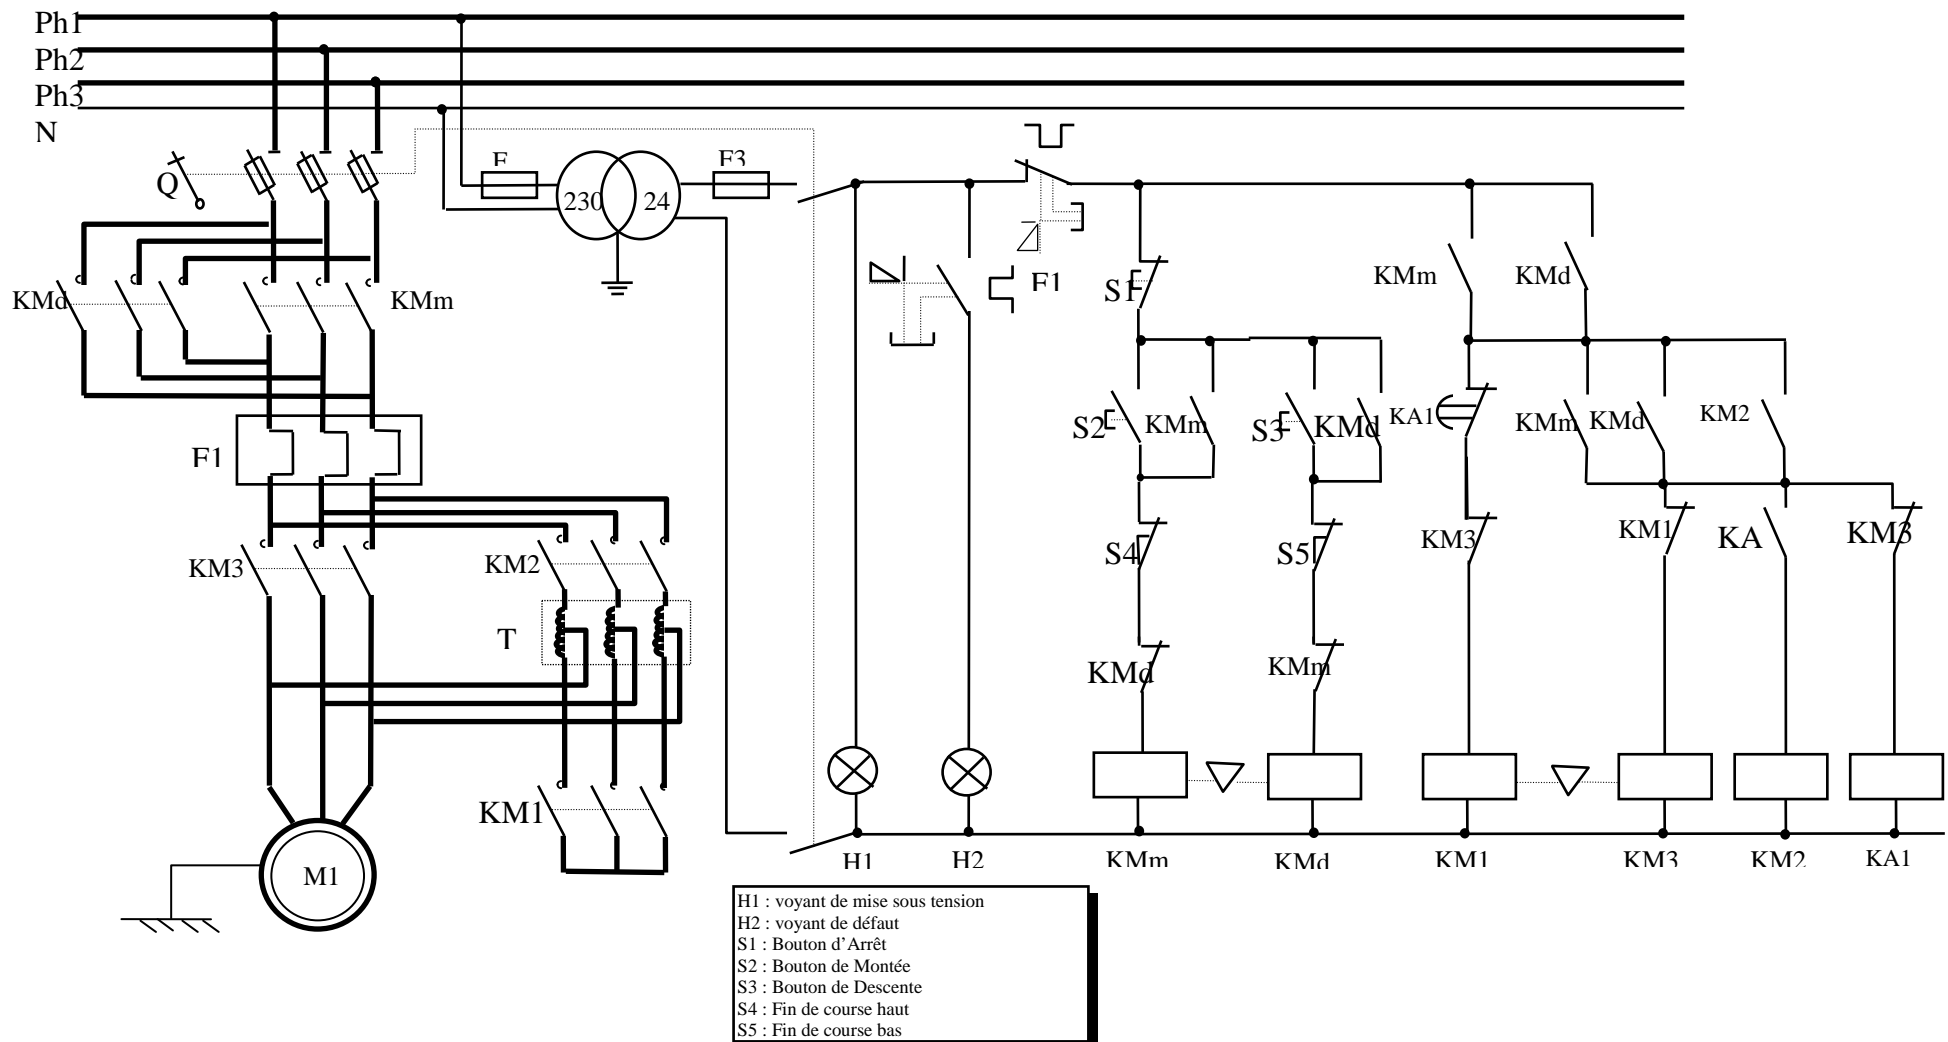 Ph1
Ph2
Ph3
N
Q
F
230
24
F3
KMd
KMm
F1
S1
KMm
KMd
F1
S2
KMm
S3
KMd
KA1
KMm
KMd
KM2
KM3
KM2
S4
S5
KM3
KM1
KA
KM3
T
KMd
KMm
KM1
M1
H1
H2
KMm
KMd
KM1
KM3
KM2
KA1
H1 : voyant de mise sous tension
H2 : voyant de défaut
S1 : Bouton d'Arrêt
S2 : Bouton de Montée
S3 : Bouton de Descente
S4 : Fin de course haut
S5 : Fin de course bas